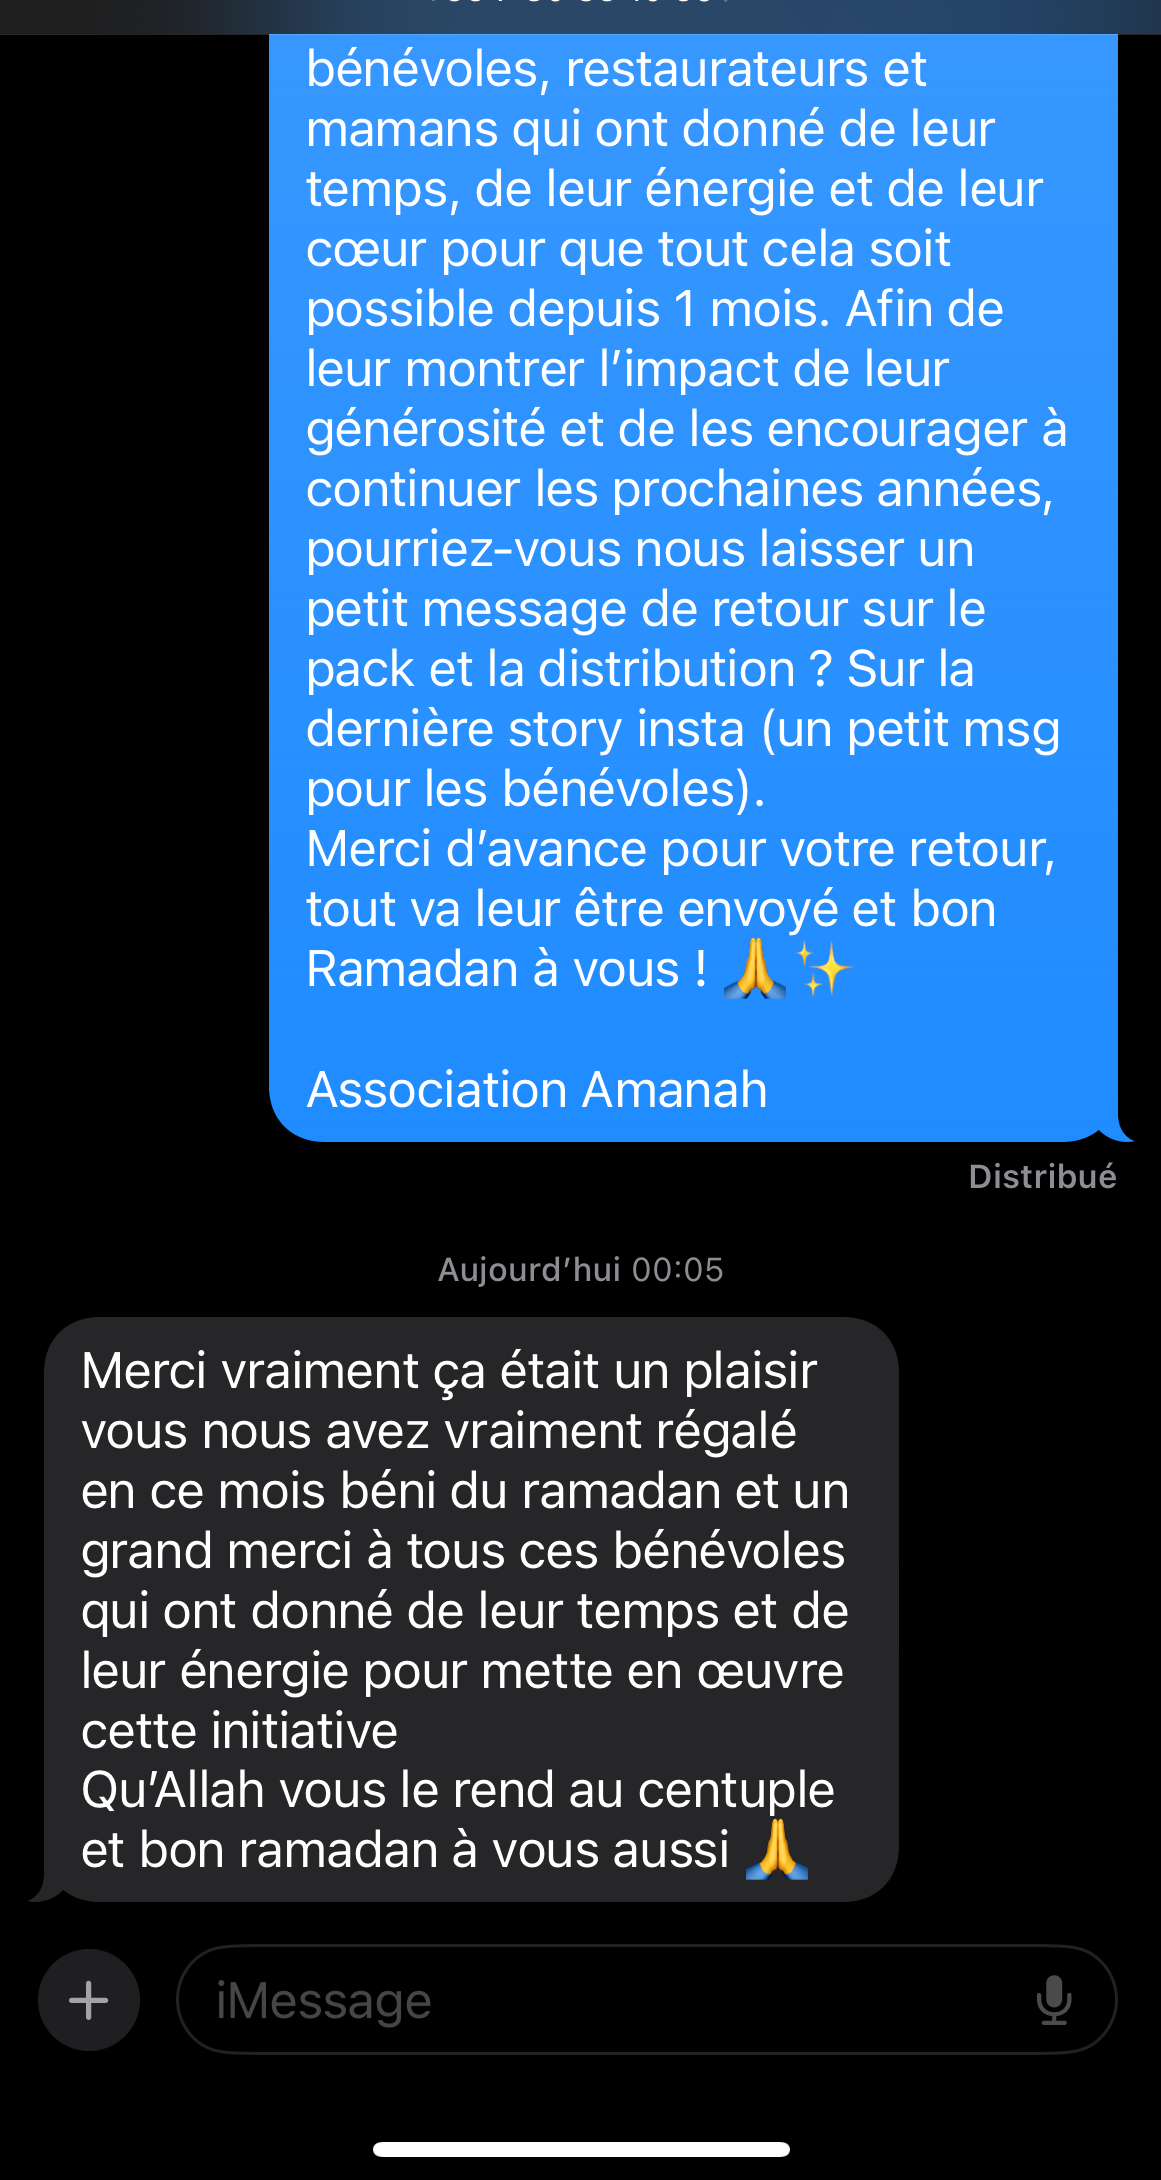 bénévoles, restaurateurs et
mamans qui ont donné de leur
temps, de leur énergie et de leur
cœur pour que tout cela soit
possible depuis 1 mois. Afin de
leur montrer l’impact de leur
générosité et de les encourager à
continuer les prochaines années,
pourriez-vous nous laisser un
petit message de retour sur le
pack et la distribution ? Sur la
dernière story insta (un petit msg
pour les bénévoles).
Merci d’avance pour votre retour,
tout va leur être envoyé et bon
Ramadan à vous ! 🙏✨
Association Amanah
Distribué
Aujourd’hui 00:05
Merci vraiment ça était un plaisir
vous nous avez vraiment régalé
en ce mois béni du ramadan et un
grand merci à tous ces bénévoles
qui ont donné de leur temps et de
leur énergie pour mette en œuvre
cette initiative
Qu’Allah vous le rend au centuple
et bon ramadan à vous aussi 🙏
iMessage